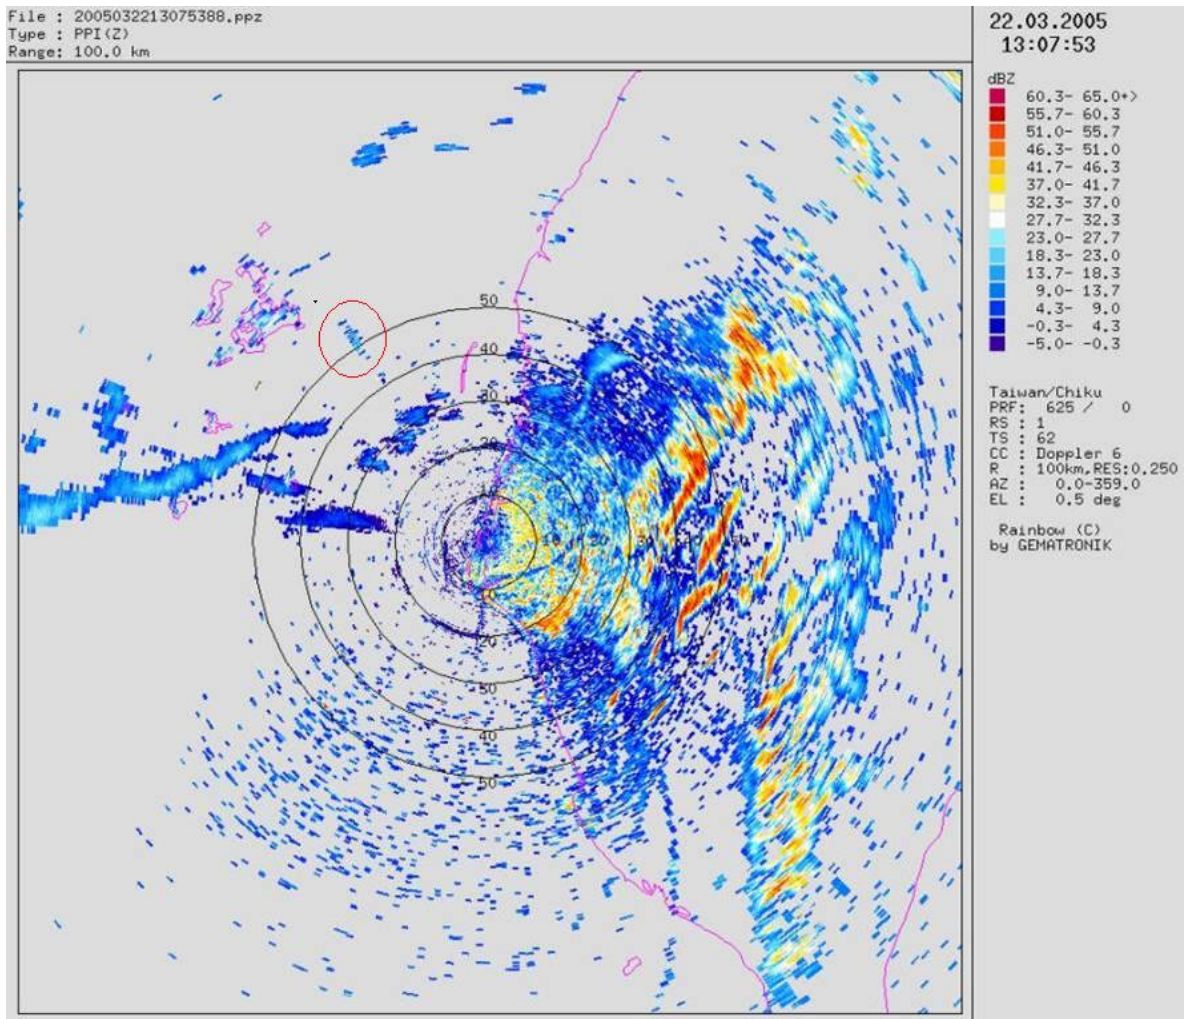 File : 2005032213075388.ppz
Type : PPI(Z)
Range: 100.0 km
22.03.2005
13:07:53
dBZ
60.3- 65.0+>
55.7- 60.3
51.0- 55.7
46.3- 51.0
41.7- 46.3
37.0- 41.7
32.3- 37.0
27.7- 32.3
23.0- 27.7
18.3- 23.0
13.7- 18.3
9.0- 13.7
4.3- 9.0
-0.3- 4.3
-5.0- -0.3
Taiwan/Chiku
PRF: 625 / 0
RS : 1
TS : 62
CC : Doppler 6
R : 100km,RES:0.250
AZ : 0.0-359.0
EL : 0.5 deg
Rainbow (C)
by GEMATRONIK
50
40
30
20
10
10 20 30 50
20
50
40
50